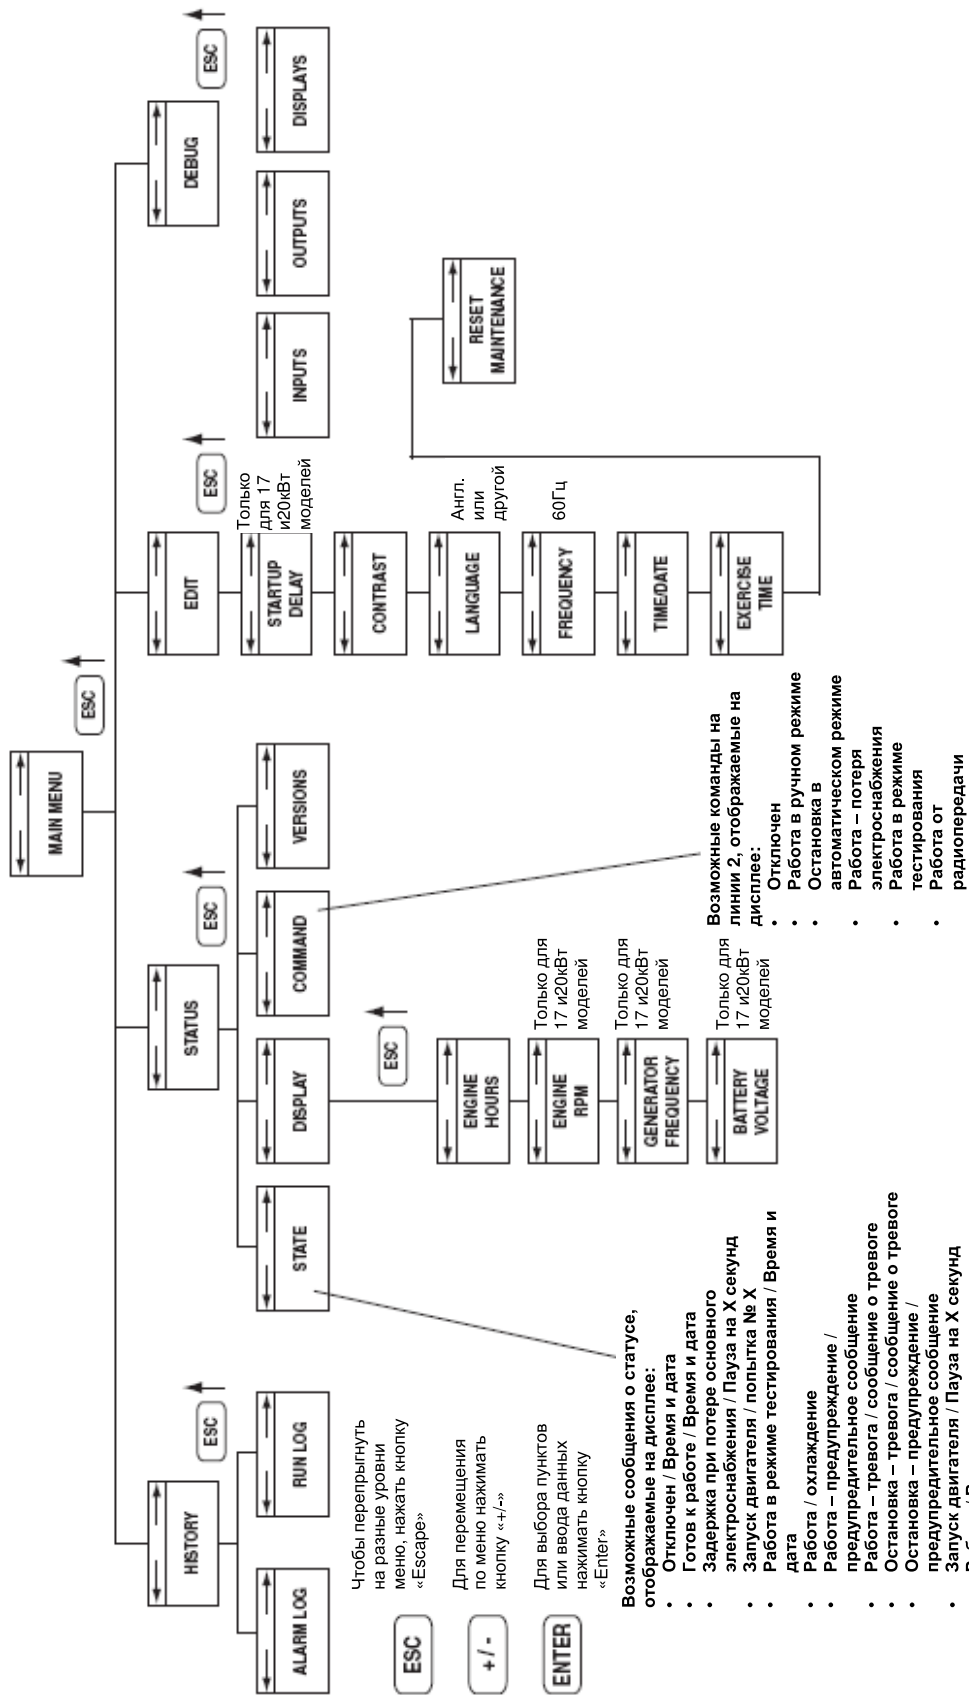 MAIN MENU
ESC
HISTORY
ESC
ALARM LOG
RUN LOG
STATUS
ESC
STATE
DISPLAY
COMMAND
VERSIONS
ESC
ENGINE
HOURS
ENGINE
RPM
Только для
17 и20кВт
моделей
GENERATOR
FREQUENCY
Только для
17 и20кВт
моделей
BATTERY
VOLTAGE
Только для
17 и20кВт
моделей
EDIT
ESC
STARTUP
DELAY
Только
для 17
и20кВт
моделей
CONTRAST
LANGUAGE
Англ.
или
другой
FREQUENCY
60Гц
TIME/DATE
EXERCISE
TIME
RESET
MAINTENANCE
DEBUG
ESC
INPUTS
OUTPUTS
DISPLAYS
ESC
Чтобы перепрыгнуть
на разные уровни
меню, нажать кнопку
«Escape»
+ / -
Для перемещения
по меню нажимать
кнопку «+/-»
ENTER
Для выбора пунктов
или ввода данных
нажимать кнопку
«Enter»
Возможные сообщения о статусе,
отображаемые на дисплее:
• Отключен / Время и дата
• Готов к работе / Время и дата
• Задержка при потере основного
электроснабжения / Пауза на X секунд
• Запуск двигателя / попытка № X
• Работа в режиме тестирования / Время и
дата
• Работа / охлаждение
• Работа – предупреждение /
предупредительное сообщение
• Работа – тревога / сообщение о тревоге
• Остановка – тревога / сообщение о тревоге
• Остановка – предупреждение /
предупредительное сообщение
• Запуск двигателя / Пауза на X секунд
Возможные команды на
линии 2, отображаемые на
дисплее:
• Отключен
• Работа в ручном режиме
• Остановка в
автоматическом режиме
• Работа – потеря
электроснабжения
• Работа в режиме
тестирования
• Работа от
радиопередачи